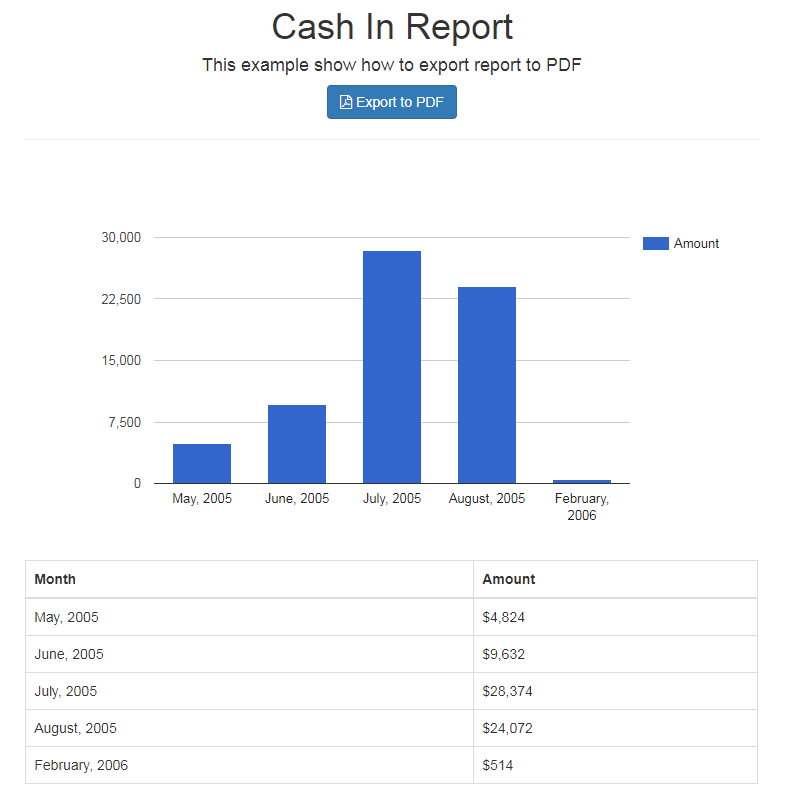 Cash In Report
This example show how to export report to PDF
Export to PDF
30,000
Amount
22,500
15,000
7,500
0
May, 2005 June, 2005 July, 2005 August, 2005 February,
2006
Month Amount
May, 2005 $4,824
June, 2005 $9,632
July, 2005 $28,374
August, 2005 $24,072
February, 2006 $514